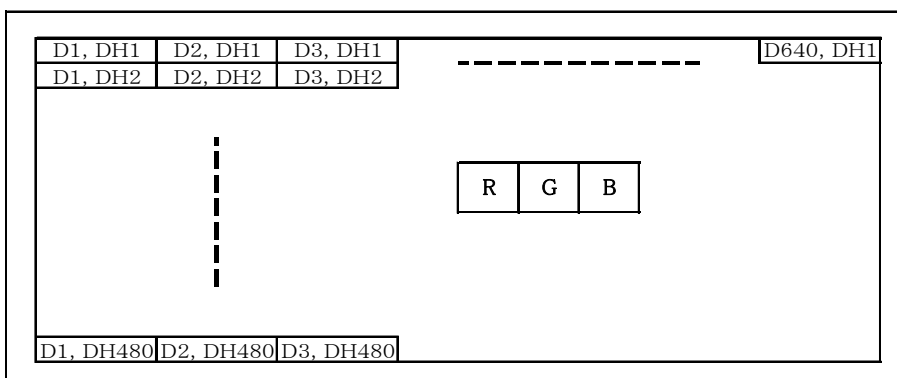 D1, DH1 D2, DH1 D3, DH1 D640, DH1
D1, DH2 D2, DH2 D3, DH2
R G B
D1, DH480 D2, DH480 D3, DH480